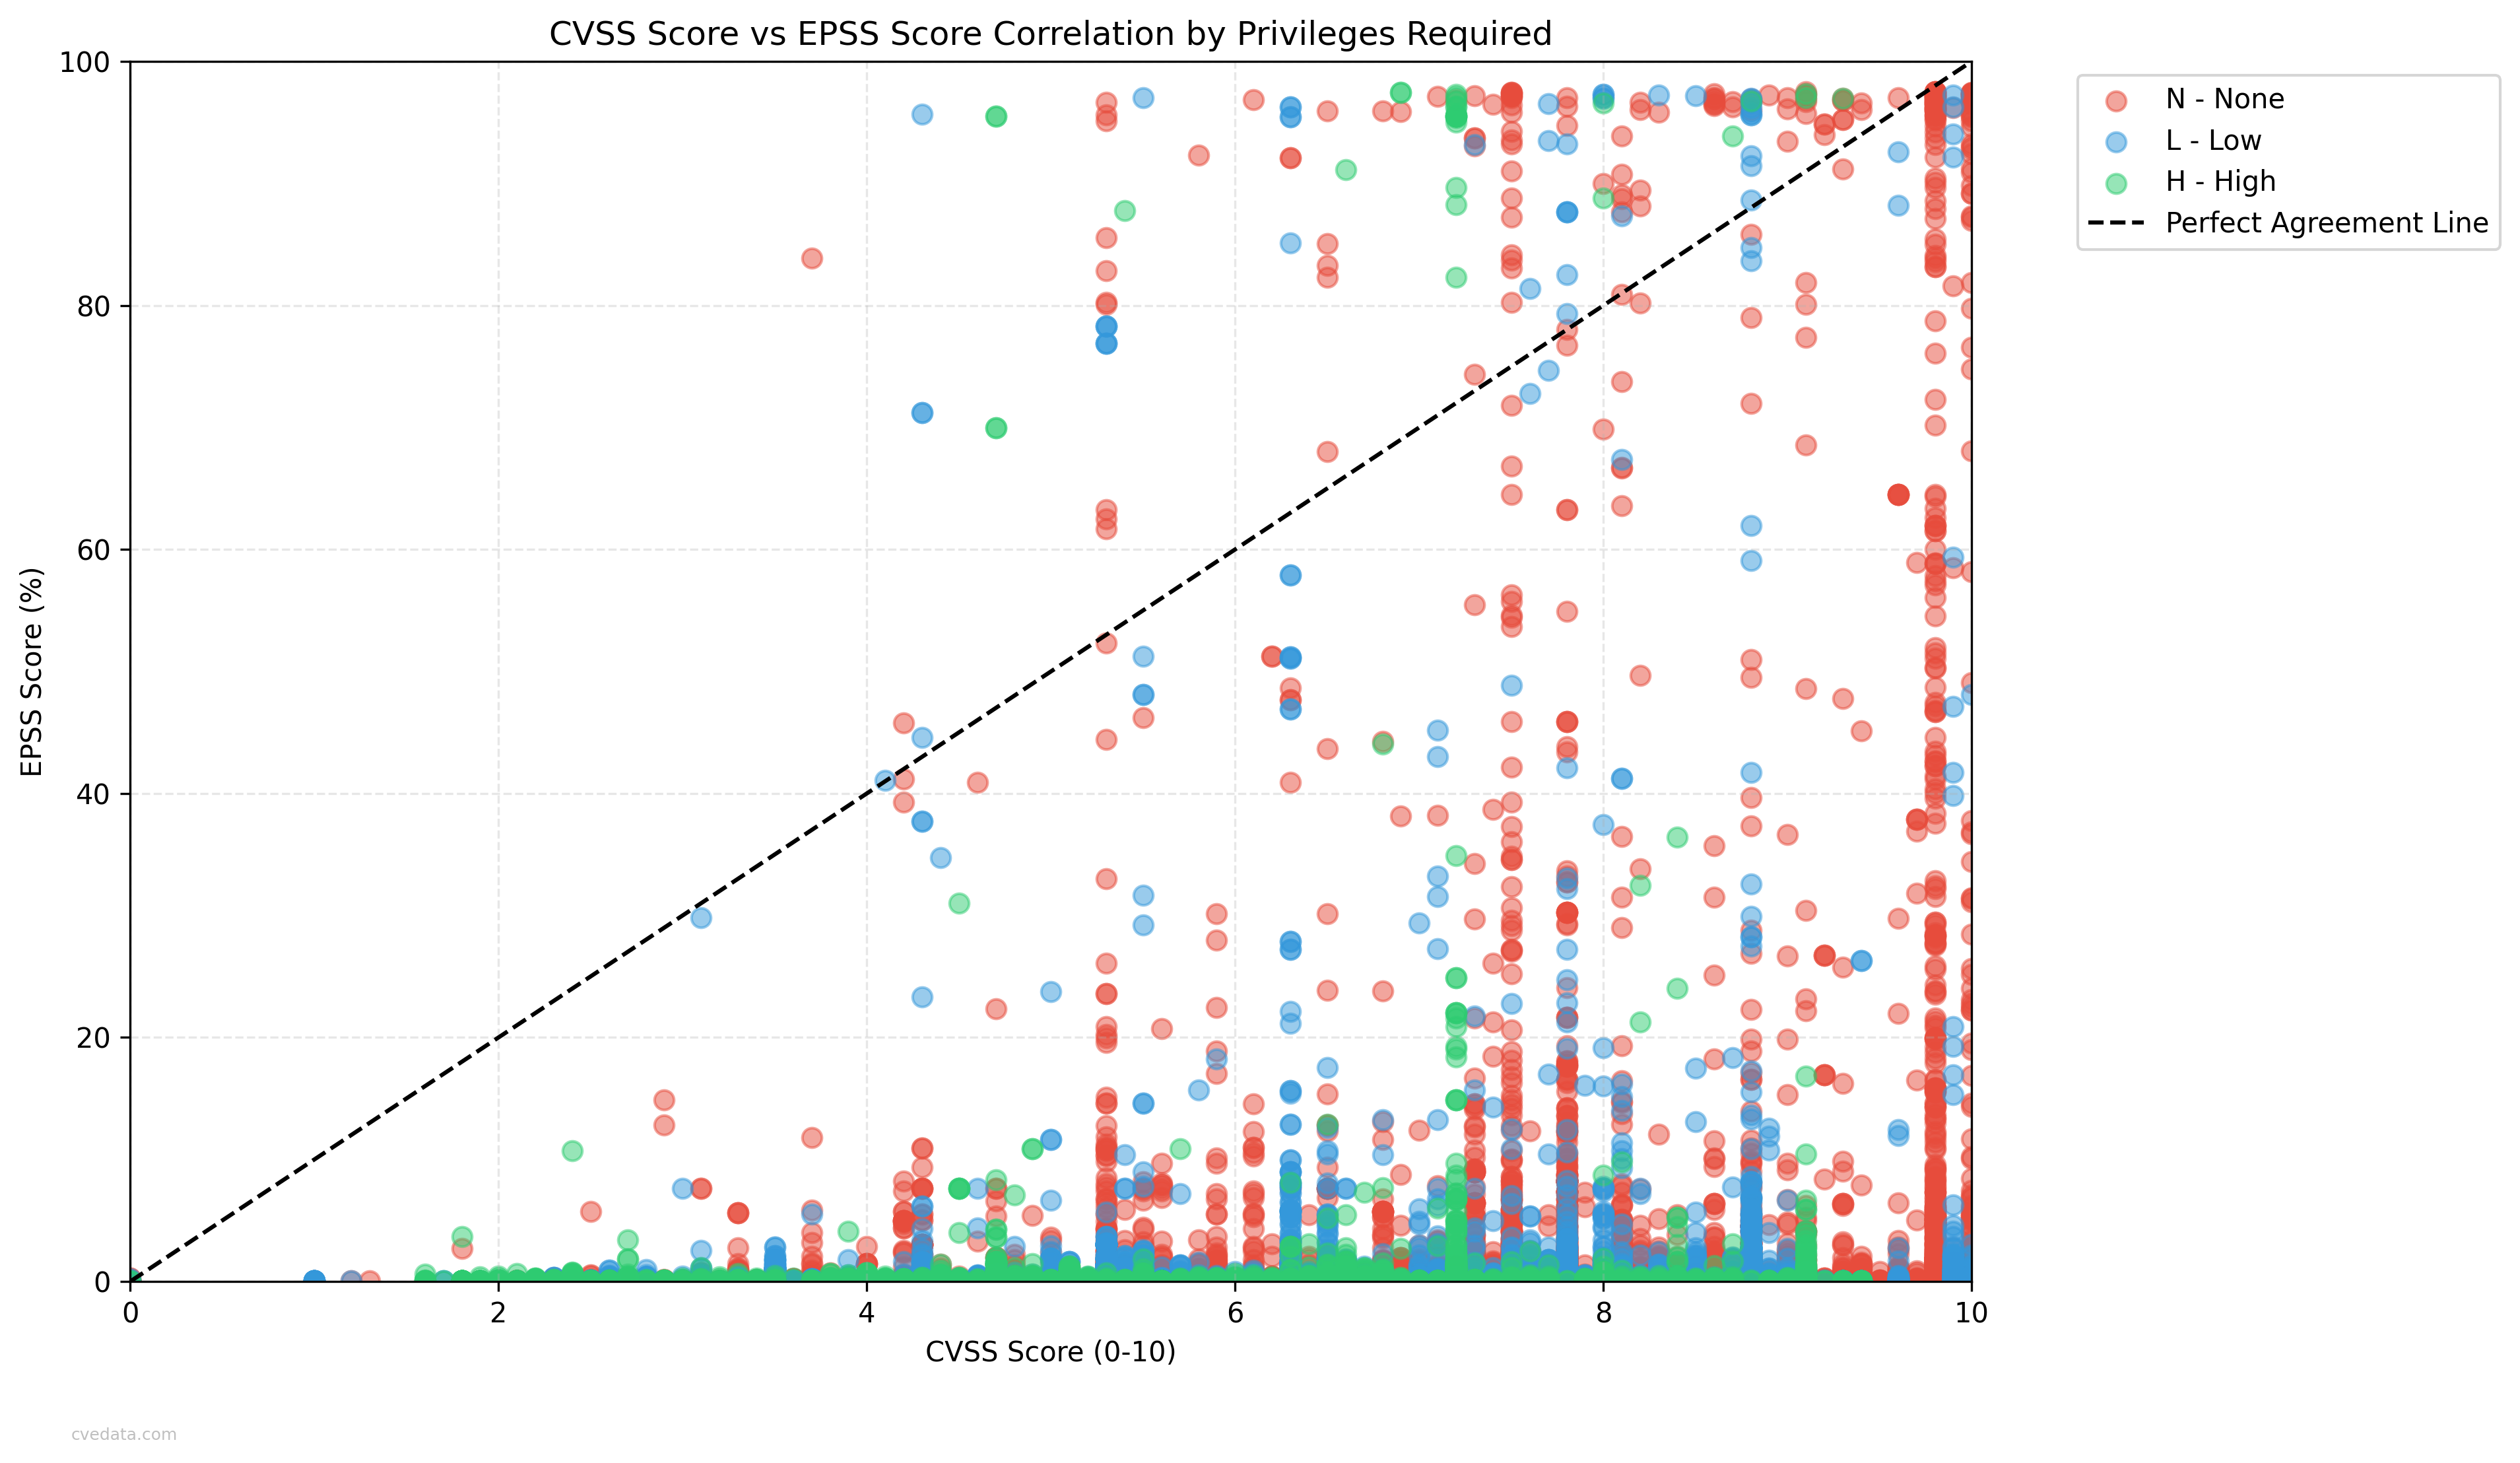 CVSS Score vs EPSS Score Correlation by Privileges Required
100
80
60
40
20
0
EPSS Score (%)
0 2 4 6 8 10
CVSS Score (0-10)
N - None
L - Low
H - High
Perfect Agreement Line
cvedata.com